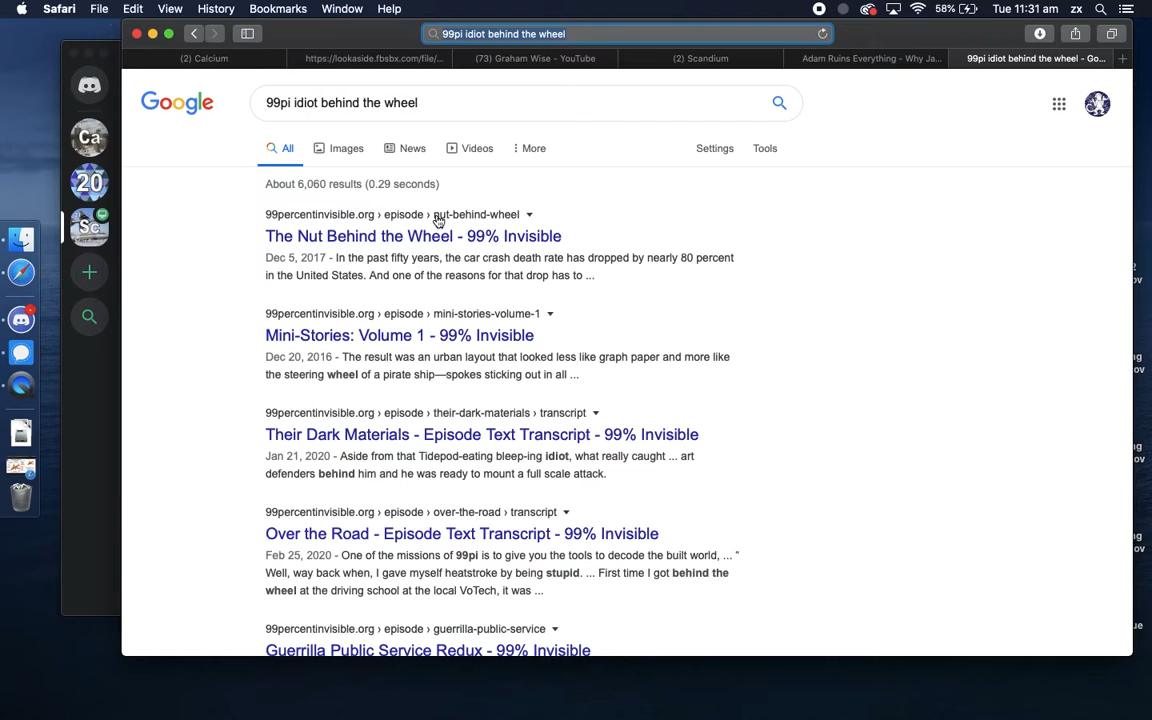 Safari File Edit View History Bookmarks Window Help 58% Tue 11:31 am zx
99pi idiot behind the wheel
(2) Calcium https://lookaside.fbsbx.com/file/... (73) Graham Wise - YouTube (2) Scandium Adam Ruins Everything - Why Ja... 99pi idiot behind the wheel - Go...
Google 99pi idiot behind the wheel
All Images News Videos More Settings Tools
About 6,060 results (0.29 seconds)
99percentinvisible.org › episode › nut-behind-wheel
The Nut Behind the Wheel - 99% Invisible
Dec 5, 2017 - In the past fifty years, the car crash death rate has dropped by nearly 80 percent
in the United States. And one of the reasons for that drop has to ...
99percentinvisible.org › episode › mini-stories-volume-1
Mini-Stories: Volume 1 - 99% Invisible
Dec 20, 2016 - The result was an urban layout that looked less like graph paper and more like
the steering wheel of a pirate ship—spokes sticking out in all ...
99percentinvisible.org › episode › their-dark-materials › transcript
Their Dark Materials - Episode Text Transcript - 99% Invisible
Jan 21, 2020 - Aside from that Tidepod-eating bleep-ing idiot, what really caught ... art
defenders behind him and he was ready to mount a full scale attack.
99percentinvisible.org › episode › over-the-road › transcript
Over the Road - Episode Text Transcript - 99% Invisible
Feb 25, 2020 - One of the missions of 99pi is to give you the tools to decode the built world, ... "
Well, way back when, I gave myself heatstroke by being stupid. ... First time I got behind the
wheel at the driving school at the local VoTech, it was ...
99percentinvisible.org › episode › guerrilla-public-service
Guerrilla Public Service Redux - 99% Invisible
Ca
20
Sc